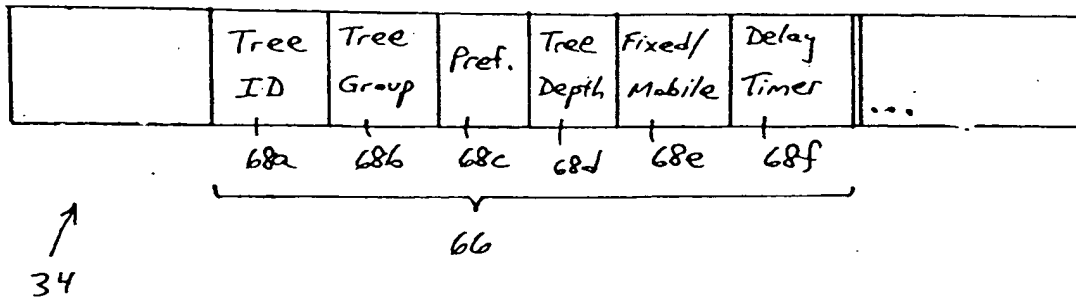 Tree ID
Tree Group
Pref.
Tree Depth
Fixed/ Mobile
Delay Timer
...
68a
68b
68c
68d
68e
68f
66
34